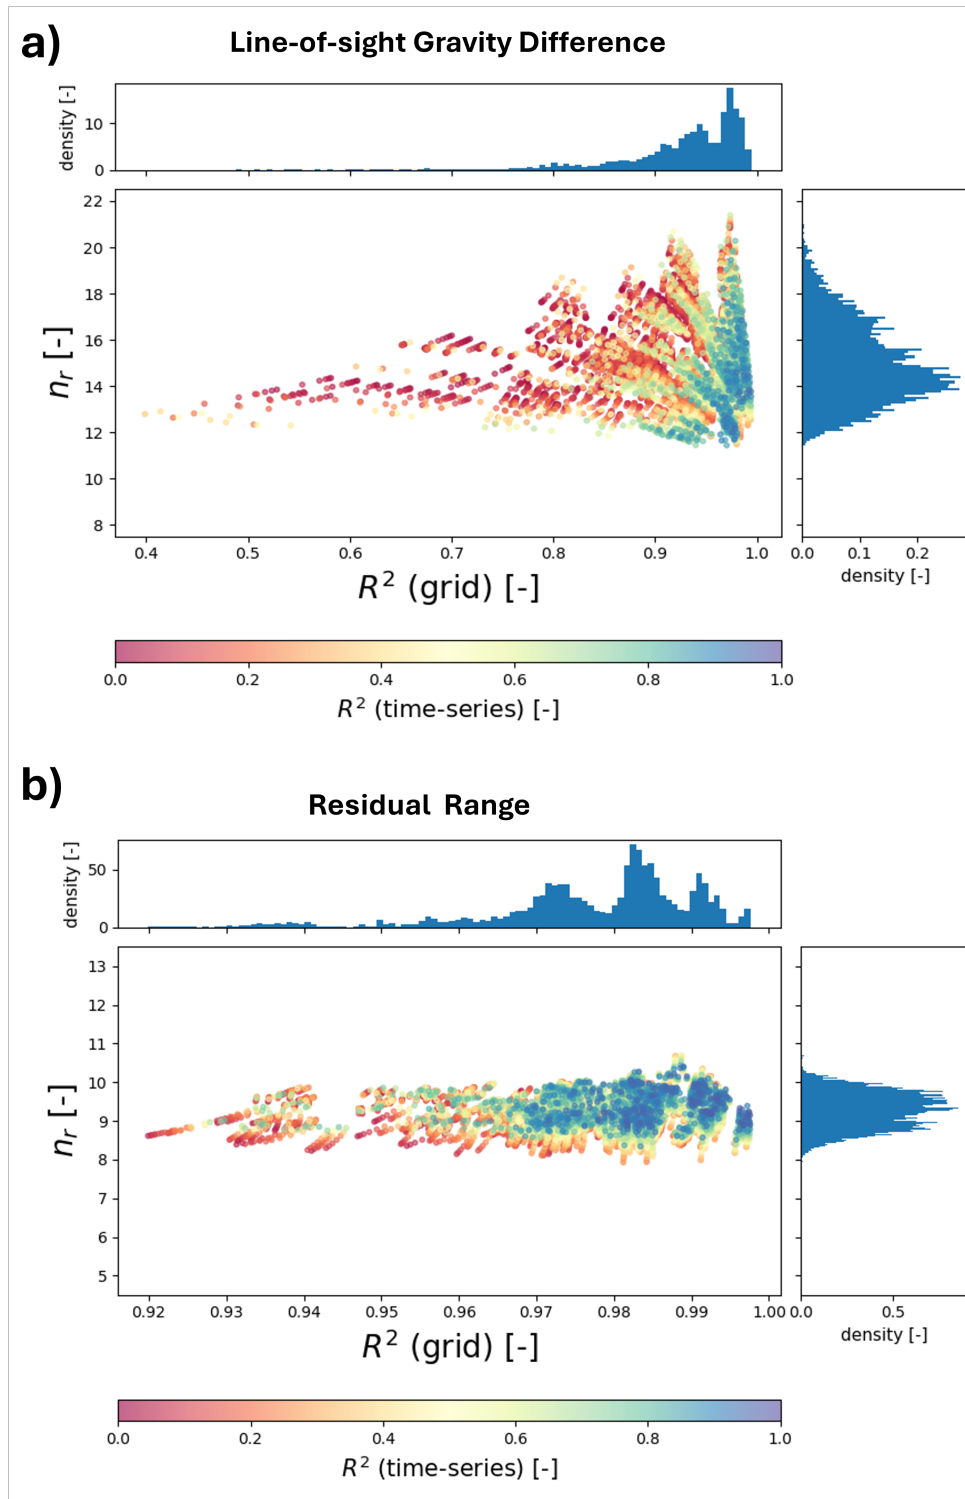 a)
Line-of-sight Gravity Difference
density [-]
10
0
n_r [-]
22
20
18
16
14
12
10
8
0.4 0.5 0.6 0.7 0.8 0.9 1.0
R² (grid) [-]
0.0 0.1 0.2
density [-]
0.0 0.2 0.4 0.6 0.8 1.0
R² (time-series) [-]
b)
Residual Range
density [-]
50
0
n_r [-]
13
12
11
10
9
8
7
6
5
0.92 0.93 0.94 0.95 0.96 0.97 0.98 0.99 1.00
R² (grid) [-]
0.0 0.5
density [-]
0.0 0.2 0.4 0.6 0.8 1.0
R² (time-series) [-]